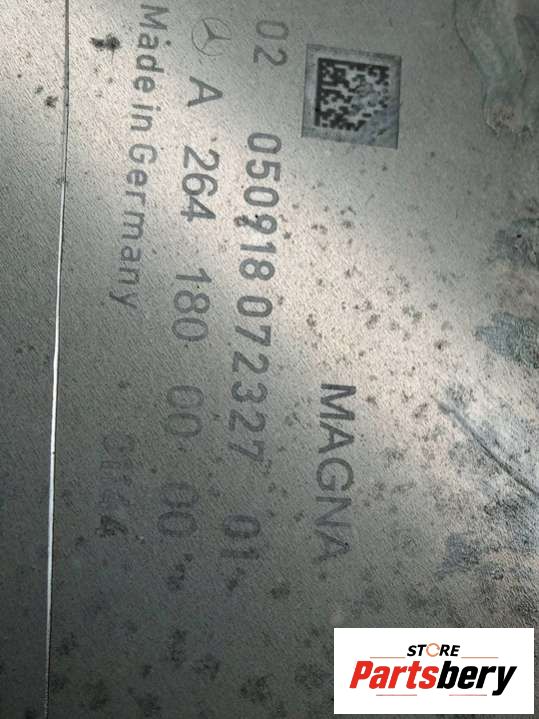 MAGNA
02 050918 072327 01
A 264 180 00 00
Made in Germany
STORE
Partsbery